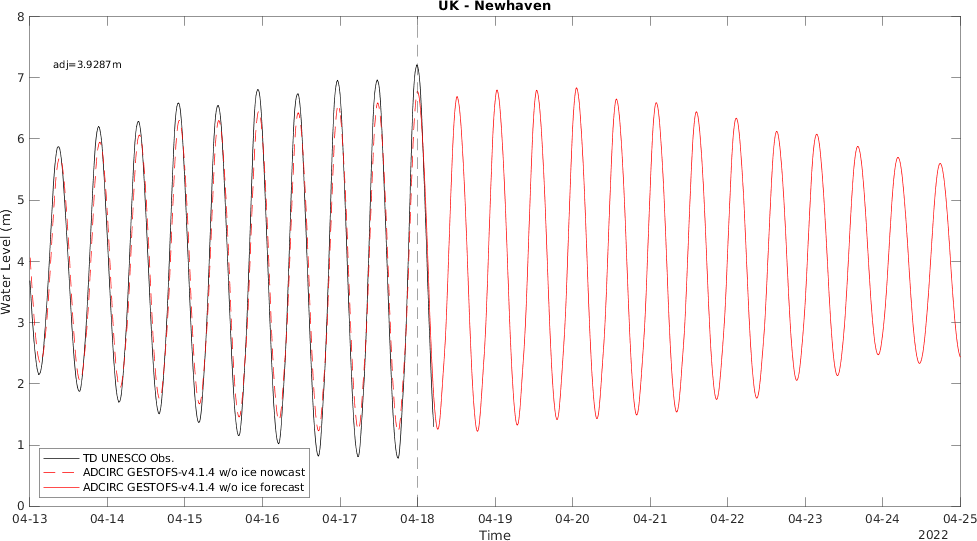 UK - Newhaven
8
7
6
5
4
3
2
1
0
Water Level (m)
adj=3.9287m
TD UNESCO Obs.
ADCIRC GESTOFS-v4.1.4 w/o ice nowcast
ADCIRC GESTOFS-v4.1.4 w/o ice forecast
04-13 04-14 04-15 04-16 04-17 04-18 04-19 04-20 04-21 04-22 04-23 04-24 04-25
Time
2022